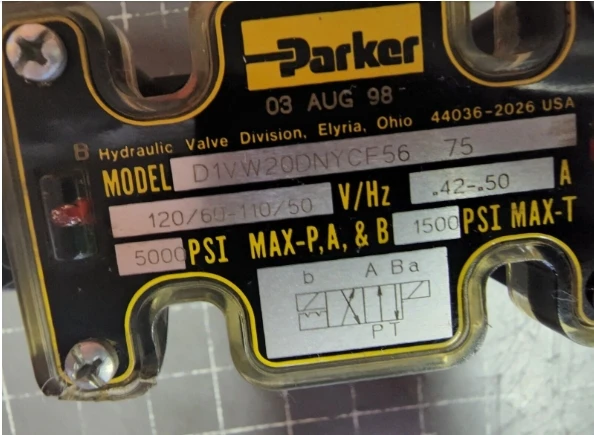 Parker
03 AUG 98
Hydraulic Valve Division, Elyria, Ohio 44036-2026 USA
B
MODEL D1VW20DNYCF56 75
120/60-110/50 V/Hz .42-.50 A
5000 PSI MAX-P,A, & B 1500 PSI MAX-T
b A B a
P T